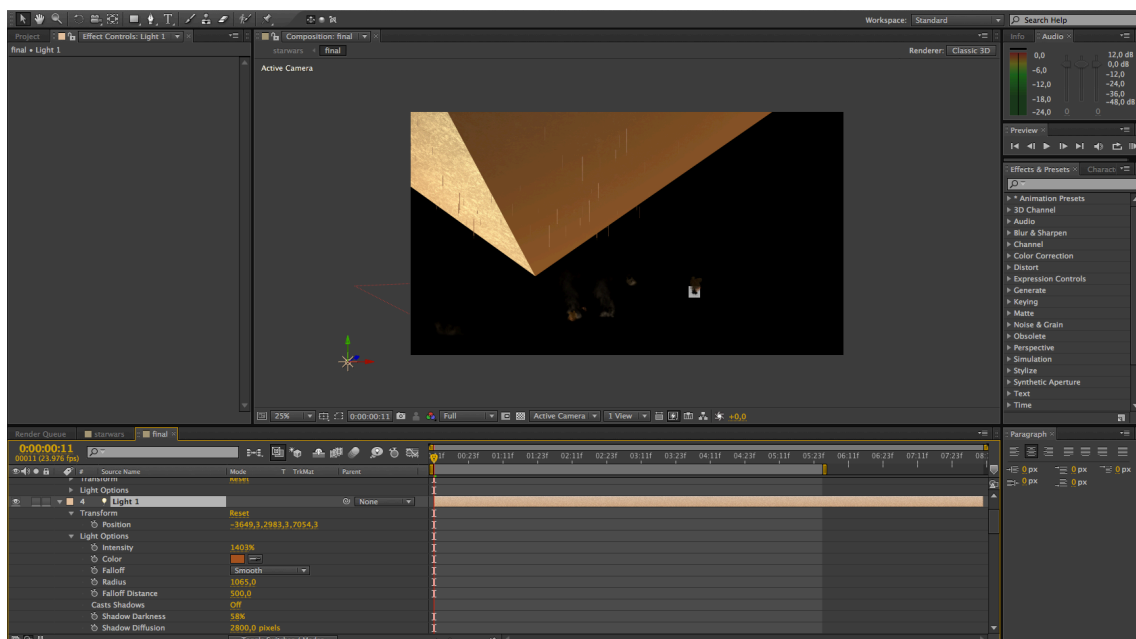 Workspace: Standard
Search Help
Project
Effect Controls: Light 1
Composition: final
Info
Audio
final • Light 1
starwars
final
Renderer: Classic 3D
Active Camera
0,0
-6,0
-12,0
-18,0
-24,0
12,0 dB
0,0 dB
-12,0
-24,0
-36,0
-48,0 dB
0
0
Preview
Effects & Presets
Charact
* Animation Presets
3D Channel
Audio
Blur & Sharpen
Channel
Color Correction
Distort
Expression Controls
Generate
Keying
Matte
Noise & Grain
Obsolete
Perspective
Simulation
Stylize
Synthetic Aperture
Text
Time
25%
0:00:00:11
Full
Active Camera
1 View
+0,0
Render Queue
starwars
final
Paragraph
0:00:00:11
00011 (23.976 fps)
00:23f
01:11f
01:23f
02:11f
02:23f
03:11f
03:23f
04:11f
04:23f
05:11f
05:23f
06:11f
06:23f
07:11f
07:23f
08:
# Source Name
Mode
T TrkMat
Parent
Transform
Reset
Light Options
4 Light 1
None
Transform
Reset
Position
-3649,3,2983,3,7054,3
Light Options
Intensity
1403%
Color
Falloff
Smooth
Radius
1065,0
Falloff Distance
500,0
Casts Shadows
Off
Shadow Darkness
58%
Shadow Diffusion
2800,0 pixels
0 px
0 px
0 px
0 px
0 px